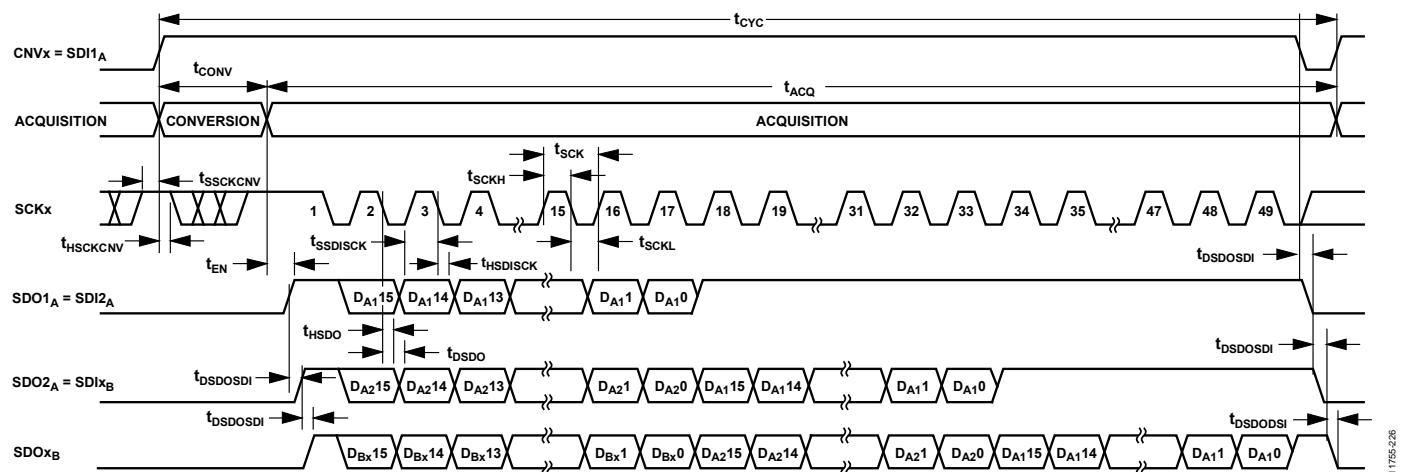 tCYC
CNVx = SDI1A
tCONV
tACQ
ACQUISITION CONVERSION ACQUISITION
tSCK
tSSCKCNV
tSCKH
SCKx
1 2 3 4 15 16 17 18 19 31 32 33 34 35 47 48 49
tHSCKCNV
tSSDISCK
tSCKL
tEN
tHSDISCK
tDSDOSDI
SDO1A = SDI2A
DA115 DA114 DA113 DA11 DA10
tHSDO
tDSDO
tDSDOSDI
tDSDOSDI
SDO2A = SDIxB
DA215 DA214 DA213 DA21 DA20 DA115 DA114 DA11 DA10
tDSDOSDI
tDSDODSI
SDOxB
DBx15 DBx14 DBx13 DBx1 DBx0 DA215 DA214 DA21 DA20 DA115 DA114 DA11 DA10
11755-226